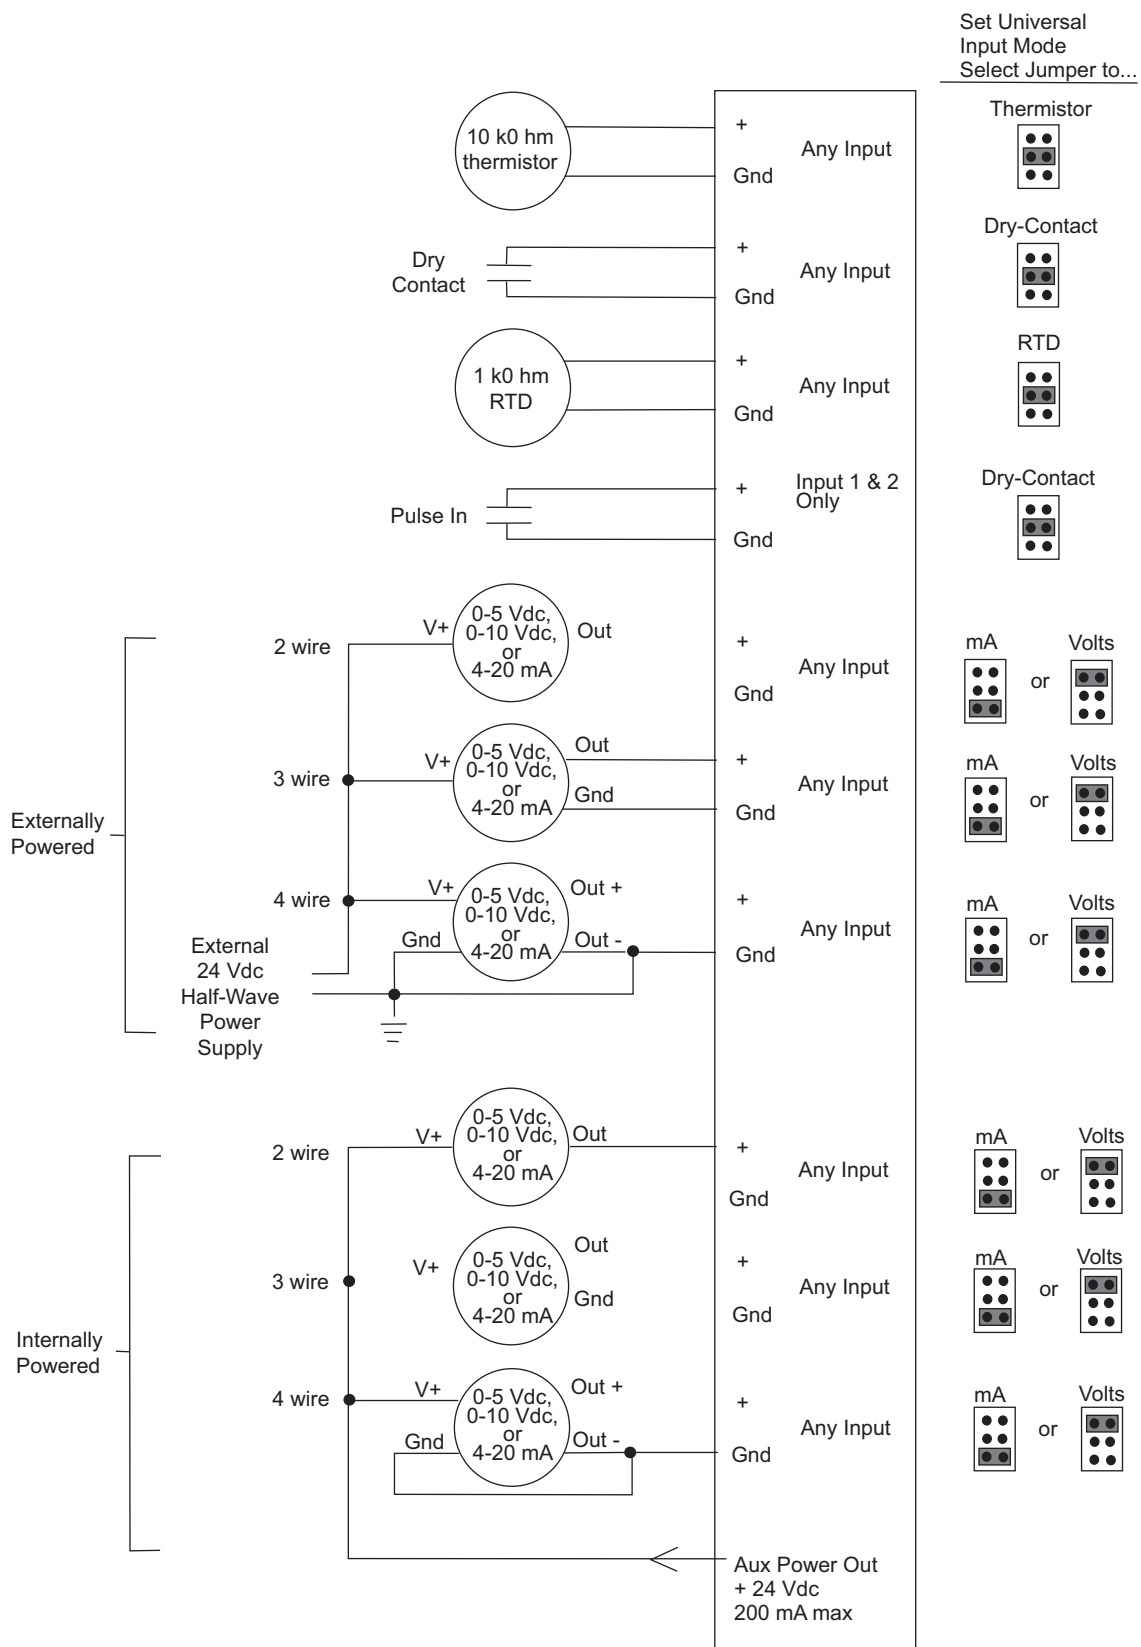 Set Universal
Input Mode
Select Jumper to...
Thermistor
10 k0 hm
thermistor
+
Any Input
Gnd
Dry-Contact
Dry
Contact
+
Any Input
Gnd
RTD
1 k0 hm
RTD
+
Any Input
Gnd
Dry-Contact
Pulse In
+
Input 1 & 2
Only
Gnd
Externally
Powered
2 wire
V+
0-5 Vdc,
0-10 Vdc,
or
4-20 mA
Out
+
Any Input
Gnd
mA
or
Volts
3 wire
V+
0-5 Vdc,
0-10 Vdc,
or
4-20 mA
Out
Gnd
+
Any Input
Gnd
mA
or
Volts
4 wire
V+
Gnd
0-5 Vdc,
0-10 Vdc,
or
4-20 mA
Out +
Out -
+
Any Input
Gnd
mA
or
Volts
External
24 Vdc
Half-Wave
Power
Supply
Internally
Powered
2 wire
V+
0-5 Vdc,
0-10 Vdc,
or
4-20 mA
Out
+
Any Input
Gnd
mA
or
Volts
3 wire
V+
0-5 Vdc,
0-10 Vdc,
or
4-20 mA
Out
Gnd
+
Any Input
Gnd
mA
or
Volts
4 wire
V+
Gnd
0-5 Vdc,
0-10 Vdc,
or
4-20 mA
Out +
Out -
+
Any Input
Gnd
mA
or
Volts
Aux Power Out
+ 24 Vdc
200 mA max